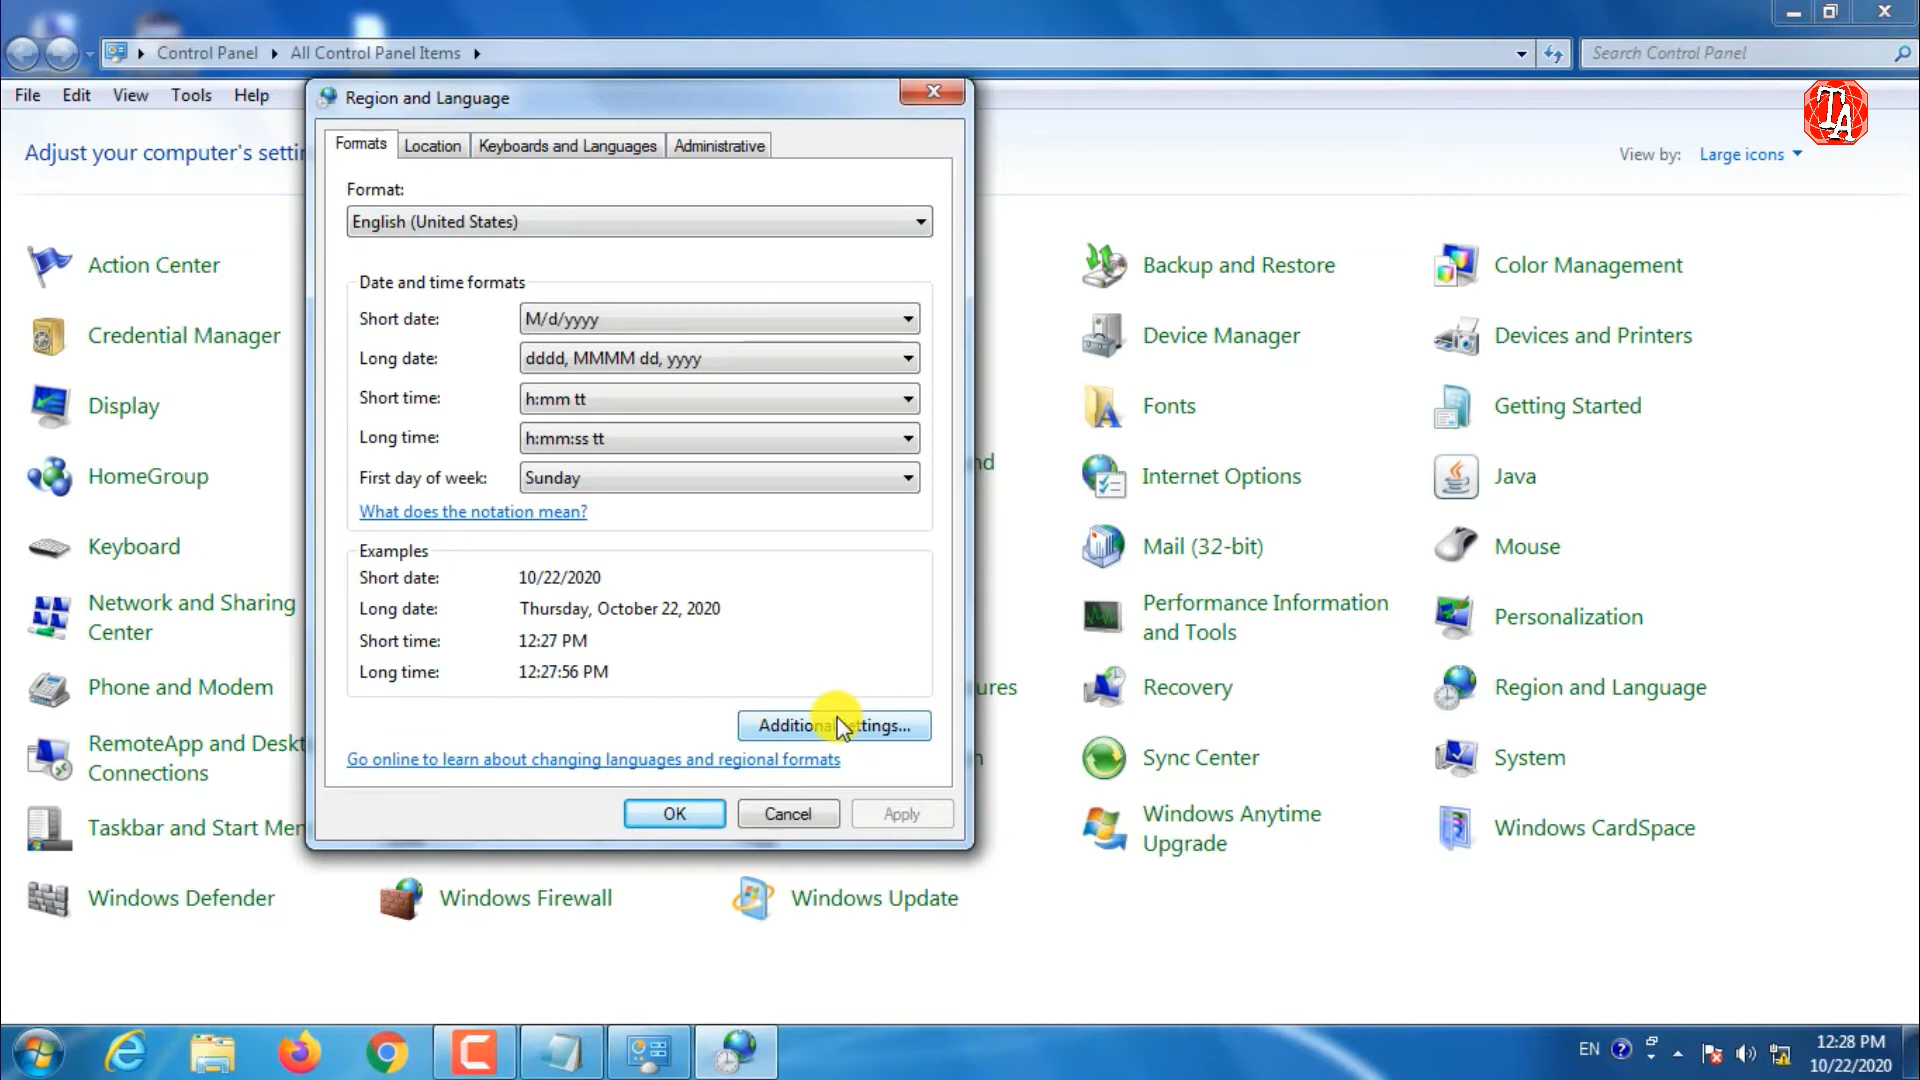 Control Panel
All Control Panel Items
Search Control Panel
File
Edit
View
Tools
Help
TA
Adjust your computer's setti
View by:
Large icons
Region and Language
Formats
Location
Keyboards and Languages
Administrative
Format:
English (United States)
Date and time formats
Short date:
M/d/yyyy
Long date:
dddd, MMMM dd, yyyy
Short time:
h:mm tt
Long time:
h:mm:ss tt
First day of week:
Sunday
What does the notation mean?
Examples
Short date:
10/22/2020
Long date:
Thursday, October 22, 2020
Short time:
12:27 PM
Long time:
12:27:56 PM
Additional settings...
Go online to learn about changing languages and regional formats
OK
Cancel
Apply
Action Center
Backup and Restore
Color Management
Credential Manager
Device Manager
Devices and Printers
Display
Fonts
Getting Started
HomeGroup
nd
Internet Options
Java
Keyboard
Mail (32-bit)
Mouse
Network and Sharing
Center
Performance Information
and Tools
Personalization
Phone and Modem
ures
Recovery
Region and Language
RemoteApp and Deskt
Connections
n
Sync Center
System
Taskbar and Start Men
Windows Anytime
Upgrade
Windows CardSpace
Windows Defender
Windows Firewall
Windows Update
EN
12:28 PM
10/22/2020